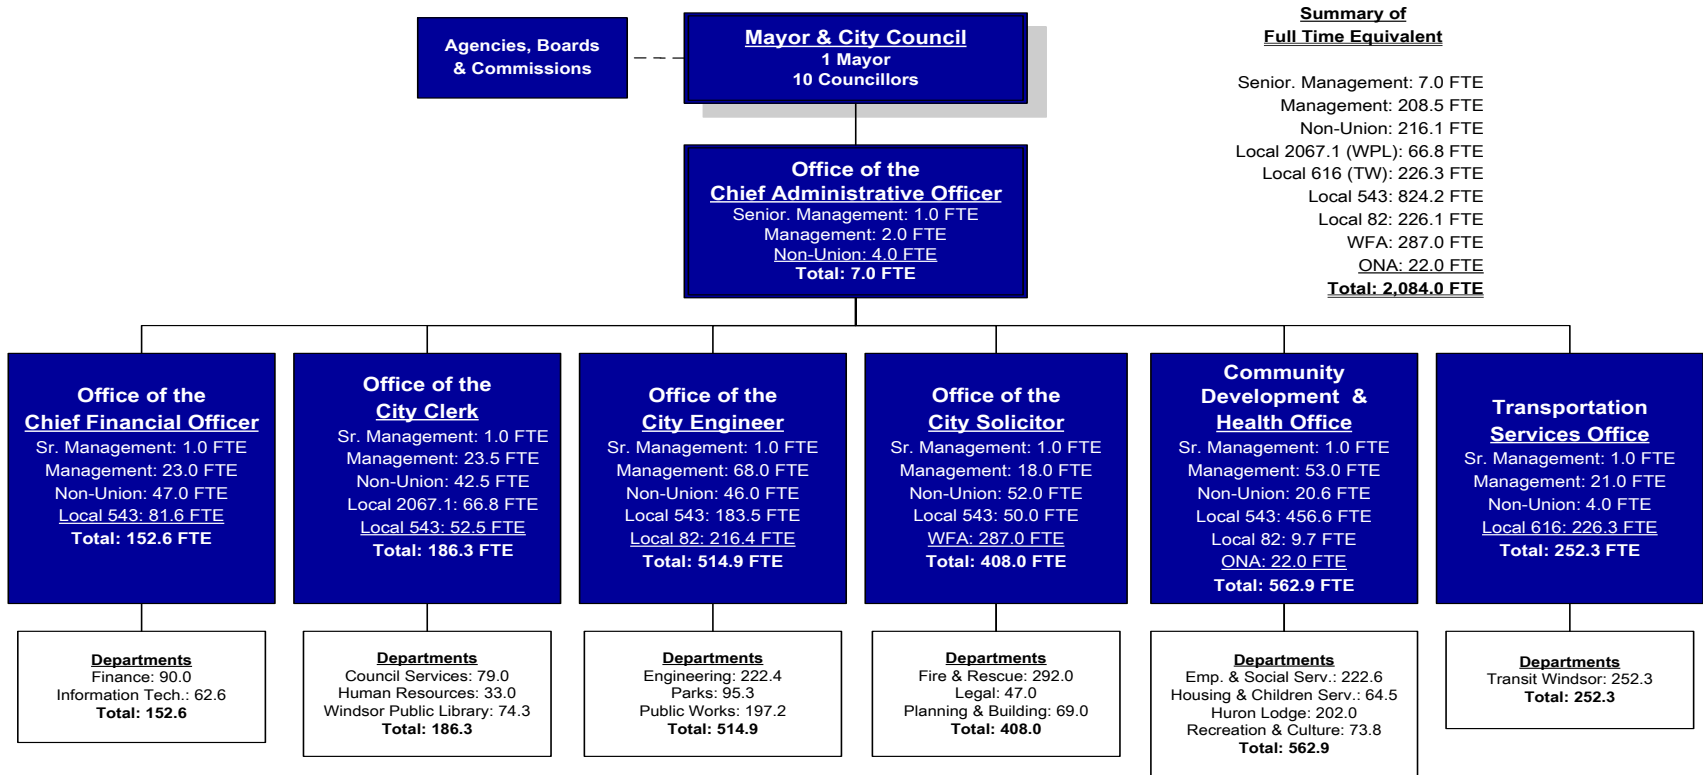 Agencies, Boards
& Commissions
Mayor & City Council
1 Mayor
10 Councillors
Summary of
Full Time Equivalent
Senior. Management: 7.0 FTE
Management: 208.5 FTE
Non-Union: 216.1 FTE
Local 2067.1 (WPL): 66.8 FTE
Local 616 (TW): 226.3 FTE
Local 543: 824.2 FTE
Local 82: 226.1 FTE
WFA: 287.0 FTE
ONA: 22.0 FTE
Total: 2,084.0 FTE
Office of the
Chief Administrative Officer
Senior. Management: 1.0 FTE
Management: 2.0 FTE
Non-Union: 4.0 FTE
Total: 7.0 FTE
Office of the
Chief Financial Officer
Sr. Management: 1.0 FTE
Management: 23.0 FTE
Non-Union: 47.0 FTE
Local 543: 81.6 FTE
Total: 152.6 FTE
Office of the
City Clerk
Sr. Management: 1.0 FTE
Management: 23.5 FTE
Non-Union: 42.5 FTE
Local 2067.1: 66.8 FTE
Local 543: 52.5 FTE
Total: 186.3 FTE
Office of the
City Engineer
Sr. Management: 1.0 FTE
Management: 68.0 FTE
Non-Union: 46.0 FTE
Local 543: 183.5 FTE
Local 82: 216.4 FTE
Total: 514.9 FTE
Office of the
City Solicitor
Sr. Management: 1.0 FTE
Management: 18.0 FTE
Non-Union: 52.0 FTE
Local 543: 50.0 FTE
WFA: 287.0 FTE
Total: 408.0 FTE
Community
Development &
Health Office
Sr. Management: 1.0 FTE
Management: 53.0 FTE
Non-Union: 20.6 FTE
Local 543: 456.6 FTE
Local 82: 9.7 FTE
ONA: 22.0 FTE
Total: 562.9 FTE
Transportation
Services Office
Sr. Management: 1.0 FTE
Management: 21.0 FTE
Non-Union: 4.0 FTE
Local 616: 226.3 FTE
Total: 252.3 FTE
Departments
Finance: 90.0
Information Tech.: 62.6
Total: 152.6
Departments
Council Services: 79.0
Human Resources: 33.0
Windsor Public Library: 74.3
Total: 186.3
Departments
Engineering: 222.4
Parks: 95.3
Public Works: 197.2
Total: 514.9
Departments
Fire & Rescue: 292.0
Legal: 47.0
Planning & Building: 69.0
Total: 408.0
Departments
Emp. & Social Serv.: 222.6
Housing & Children Serv.: 64.5
Huron Lodge: 202.0
Recreation & Culture: 73.8
Total: 562.9
Departments
Transit Windsor: 252.3
Total: 252.3